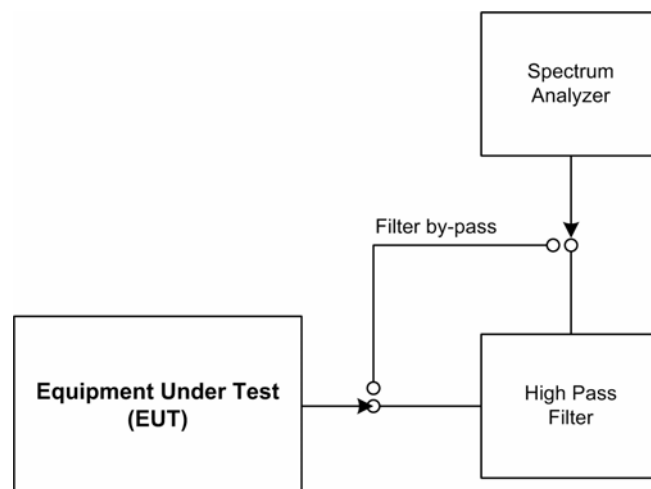 Spectrum
Analyzer
Filter by-pass
Equipment Under Test
(EUT)
High Pass
Filter